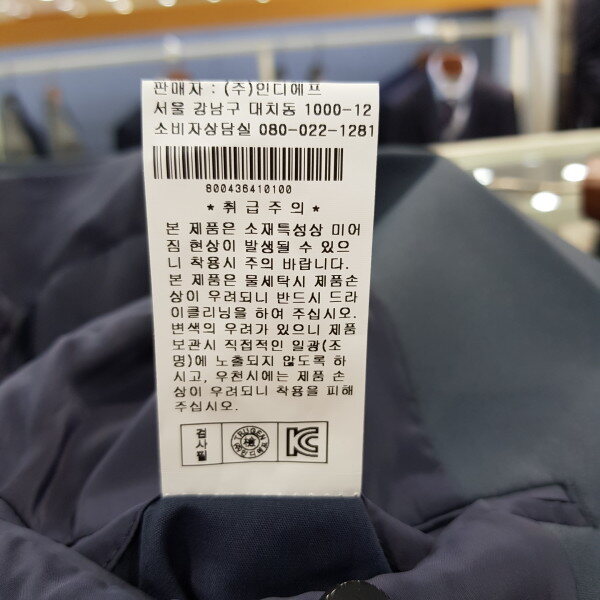 판매자 : (주)인디에프
서울 강남구 대치동 1000-12
소비자상담실 080-022-1281
800436410100
* 취급주의 *
본 제품은 소재특성상 미어
짐 현상이 발생될 수 있으
니 착용시 주의 바랍니다.
본 제품은 물세탁시 제품손
상이 우려되니 반드시 드라
이클리닝을 하여 주십시오.
변색의 우려가 있으니 제품
보관시 직접적인 일광(조
명)에 노출되지 않도록 하
시고, 우천시에는 제품 손
상이 우려되니 착용을 피해
주십시오.
검사필
TRUGEN
(주)인디에프
KC